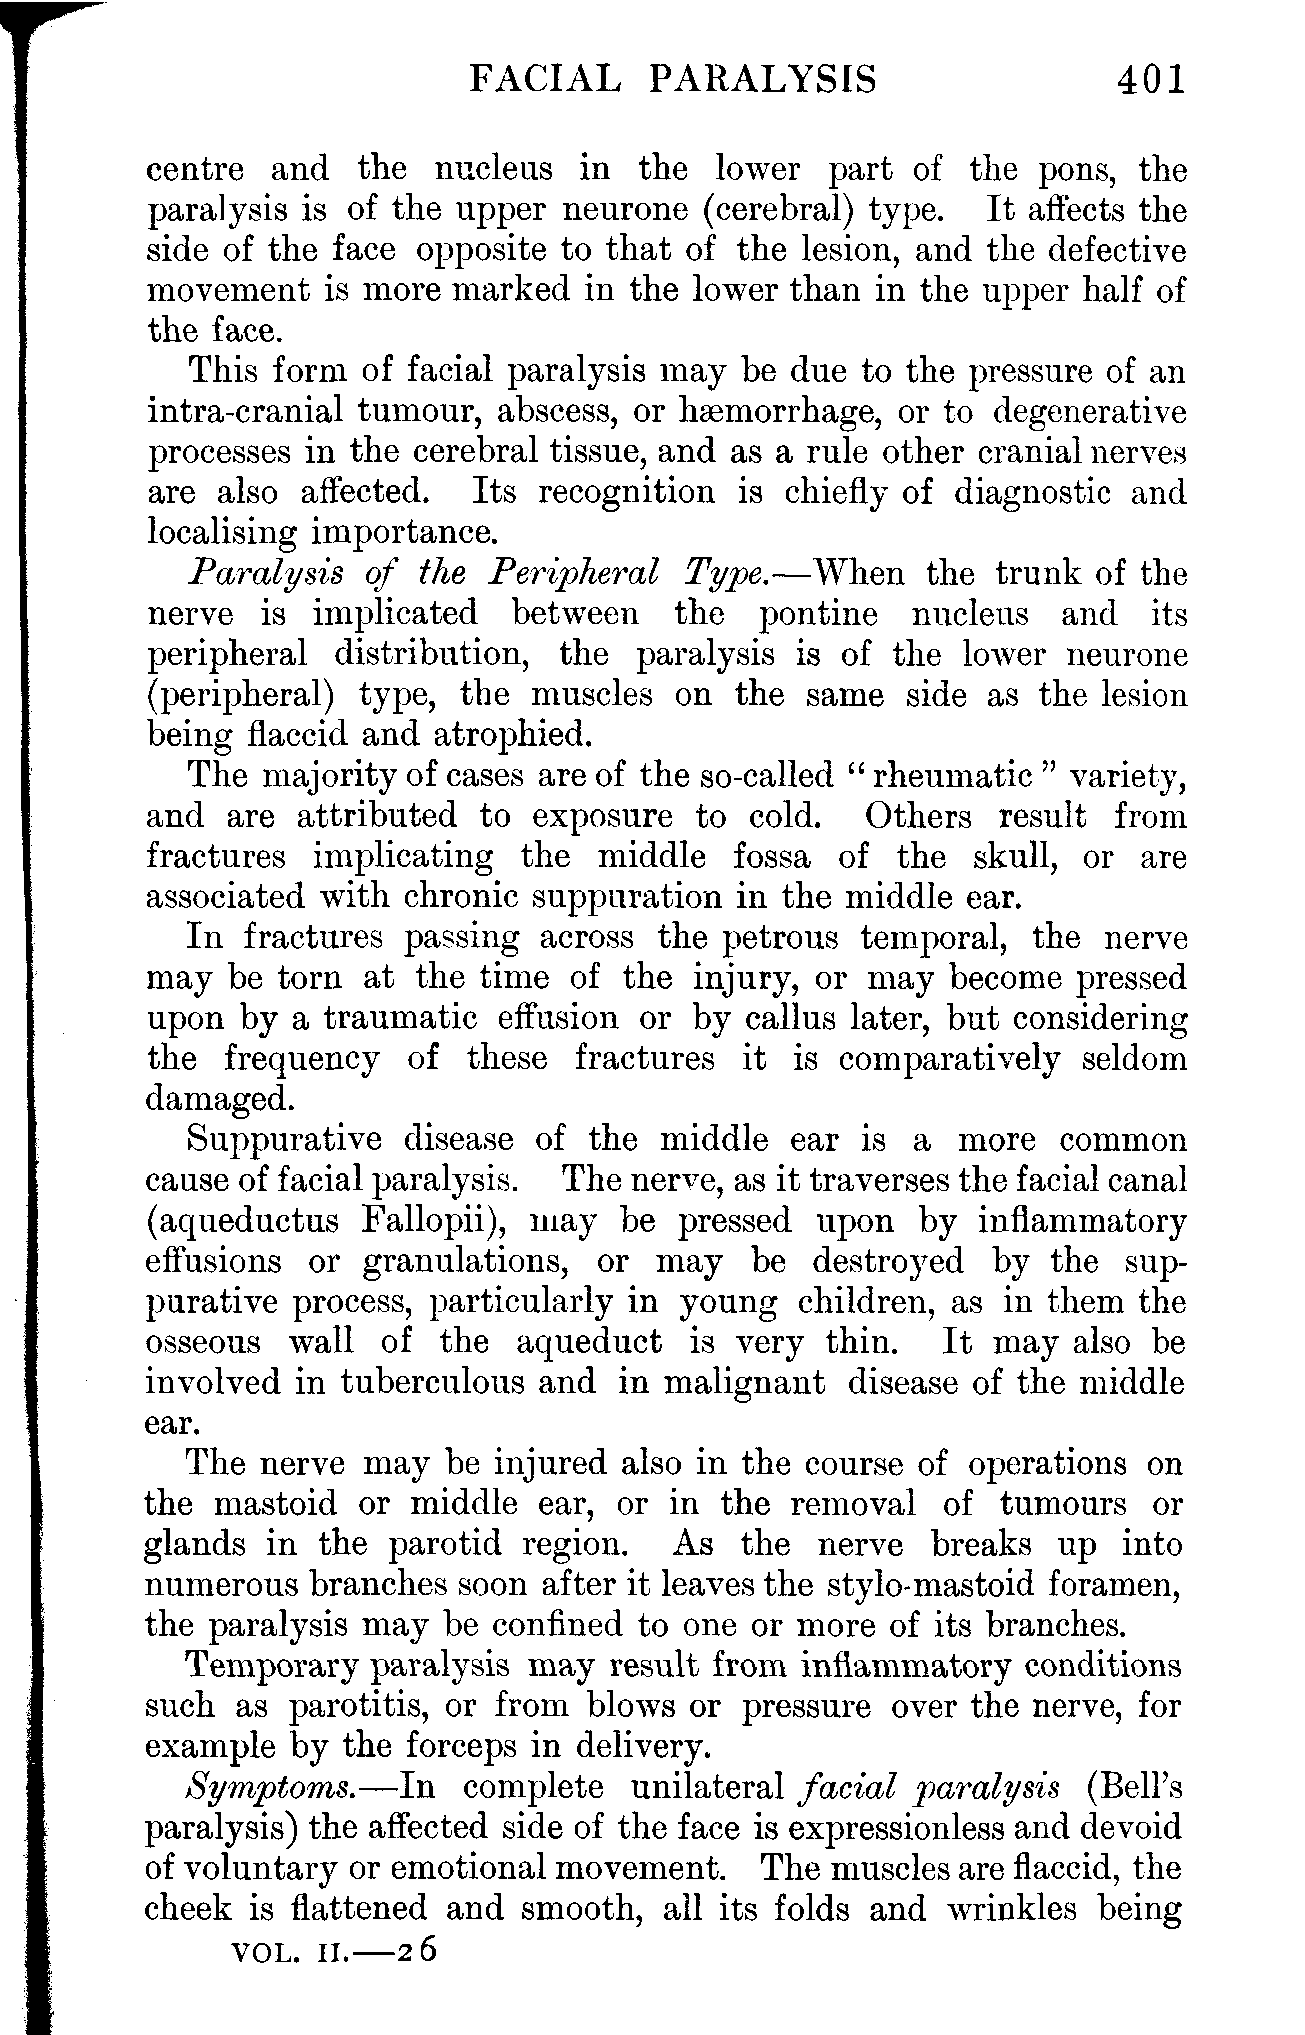 FACIAL PARALYSIS 401
centre and the nucleus in the lower part of the pons, the
paralysis is of the upper neurone (cerebral) type. It affects the
side of the face opposite to that of the lesion, and the defective
movement is more marked in the lower than in the upper half of
the face.
This form of facial paralysis may be due to the pressure of an
intra-cranial tumour, abscess, or hæmorrhage, or to degenerative
processes in the cerebral tissue, and as a rule other cranial nerves
are also affected. Its recognition is chiefly of diagnostic and
localising importance.
Paralysis of the Peripheral Type.—When the trunk of the
nerve is implicated between the pontine nucleus and its
peripheral distribution, the paralysis is of the lower neurone
(peripheral) type, the muscles on the same side as the lesion
being flaccid and atrophied.
The majority of cases are of the so-called “rheumatic” variety,
and are attributed to exposure to cold. Others result from
fractures implicating the middle fossa of the skull, or are
associated with chronic suppuration in the middle ear.
In fractures passing across the petrous temporal, the nerve
may be torn at the time of the injury, or may become pressed
upon by a traumatic effusion or by callus later, but considering
the frequency of these fractures it is comparatively seldom
damaged.
Suppurative disease of the middle ear is a more common
cause of facial paralysis. The nerve, as it traverses the facial canal
(aqueductus Fallopii), may be pressed upon by inflammatory
effusions or granulations, or may be destroyed by the sup-
purative process, particularly in young children, as in them the
osseous wall of the aqueduct is very thin. It may also be
involved in tuberculous and in malignant disease of the middle
ear.
The nerve may be injured also in the course of operations on
the mastoid or middle ear, or in the removal of tumours or
glands in the parotid region. As the nerve breaks up into
numerous branches soon after it leaves the stylo-mastoid foramen,
the paralysis may be confined to one or more of its branches.
Temporary paralysis may result from inflammatory conditions
such as parotitis, or from blows or pressure over the nerve, for
example by the forceps in delivery.
Symptoms.—In complete unilateral facial paralysis (Bell’s
paralysis) the affected side of the face is expressionless and devoid
of voluntary or emotional movement. The muscles are flaccid, the
cheek is flattened and smooth, all its folds and wrinkles being
VOL. II.—26